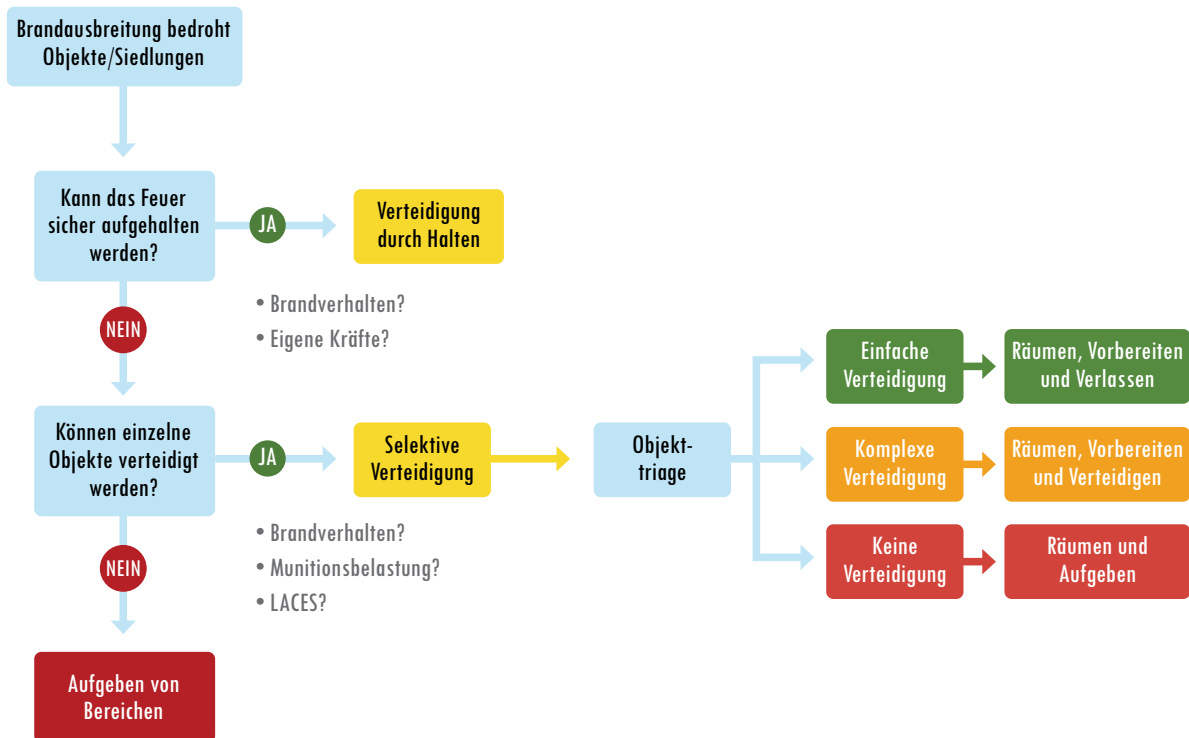 Brandausbreitung bedroht
Objekte/Siedlungen
Kann das Feuer
sicher aufgehalten
werden?
JA
Verteidigung
durch Halten
• Brandverhalten?
• Eigene Kräfte?
NEIN
Können einzelne
Objekte verteidigt
werden?
JA
Selektive
Verteidigung
Objekt-
triage
Einfache
Verteidigung
Räumen, Vorbereiten
und Verlassen
Komplexe
Verteidigung
Räumen, Vorbereiten
und Verteidigen
Keine
Verteidigung
Räumen und
Aufgeben
• Brandverhalten?
• Munitionsbelastung?
• LACES?
NEIN
Aufgeben von
Bereichen